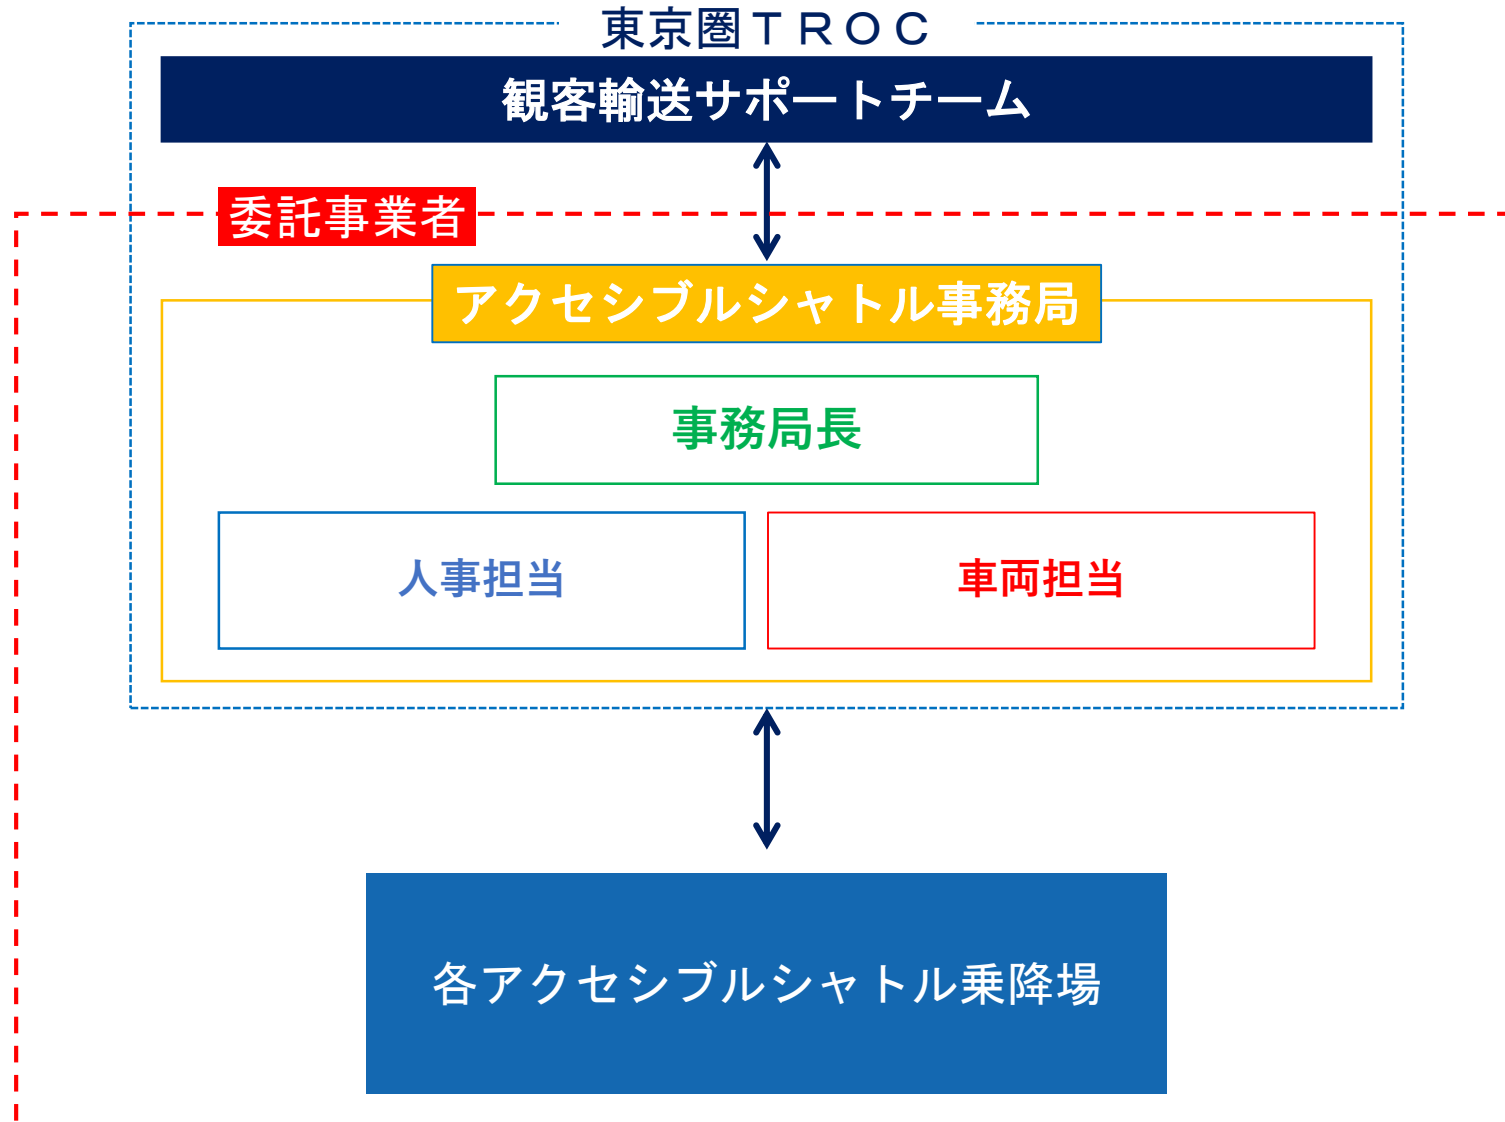 東京圏ＴＲＯＣ
観客輸送サポートチーム
委託事業者
アクセシブルシャトル事務局
事務局長
人事担当
車両担当
各アクセシブルシャトル乗降場